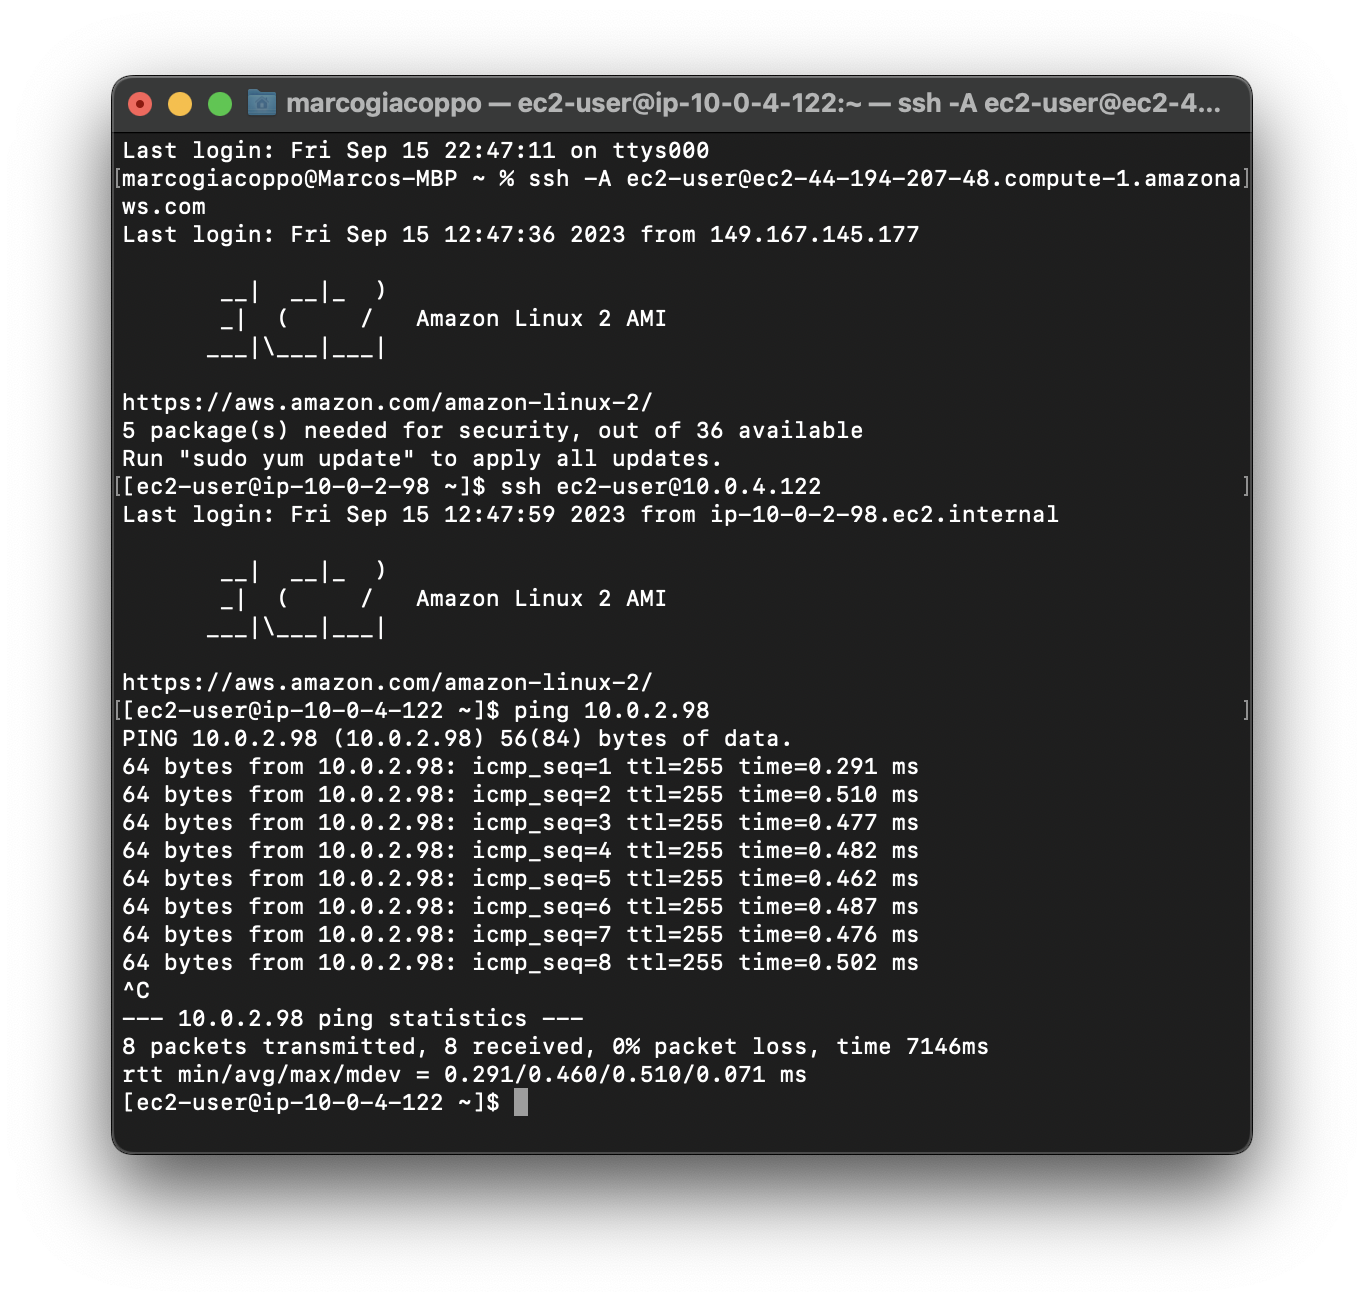 marcogiacoppo — ec2-user@ip-10-0-4-122:~ — ssh -A ec2-user@ec2-4...
Last login: Fri Sep 15 22:47:11 on ttys000
[marcogiacoppo@Marcos-MBP ~ % ssh -A ec2-user@ec2-44-194-207-48.compute-1.amazona]
ws.com
Last login: Fri Sep 15 12:47:36 2023 from 149.167.145.177
       __|  __|_  )
       _|  (     /   Amazon Linux 2 AMI
      ___|\___|___|
https://aws.amazon.com/amazon-linux-2/
5 package(s) needed for security, out of 36 available
Run "sudo yum update" to apply all updates.
[[ec2-user@ip-10-0-2-98 ~]$ ssh ec2-user@10.0.4.122 ]
Last login: Fri Sep 15 12:47:59 2023 from ip-10-0-2-98.ec2.internal
       __|  __|_  )
       _|  (     /   Amazon Linux 2 AMI
      ___|\___|___|
https://aws.amazon.com/amazon-linux-2/
[[ec2-user@ip-10-0-4-122 ~]$ ping 10.0.2.98 ]
PING 10.0.2.98 (10.0.2.98) 56(84) bytes of data.
64 bytes from 10.0.2.98: icmp_seq=1 ttl=255 time=0.291 ms
64 bytes from 10.0.2.98: icmp_seq=2 ttl=255 time=0.510 ms
64 bytes from 10.0.2.98: icmp_seq=3 ttl=255 time=0.477 ms
64 bytes from 10.0.2.98: icmp_seq=4 ttl=255 time=0.482 ms
64 bytes from 10.0.2.98: icmp_seq=5 ttl=255 time=0.462 ms
64 bytes from 10.0.2.98: icmp_seq=6 ttl=255 time=0.487 ms
64 bytes from 10.0.2.98: icmp_seq=7 ttl=255 time=0.476 ms
64 bytes from 10.0.2.98: icmp_seq=8 ttl=255 time=0.502 ms
^C
--- 10.0.2.98 ping statistics ---
8 packets transmitted, 8 received, 0% packet loss, time 7146ms
rtt min/avg/max/mdev = 0.291/0.460/0.510/0.071 ms
[ec2-user@ip-10-0-4-122 ~]$